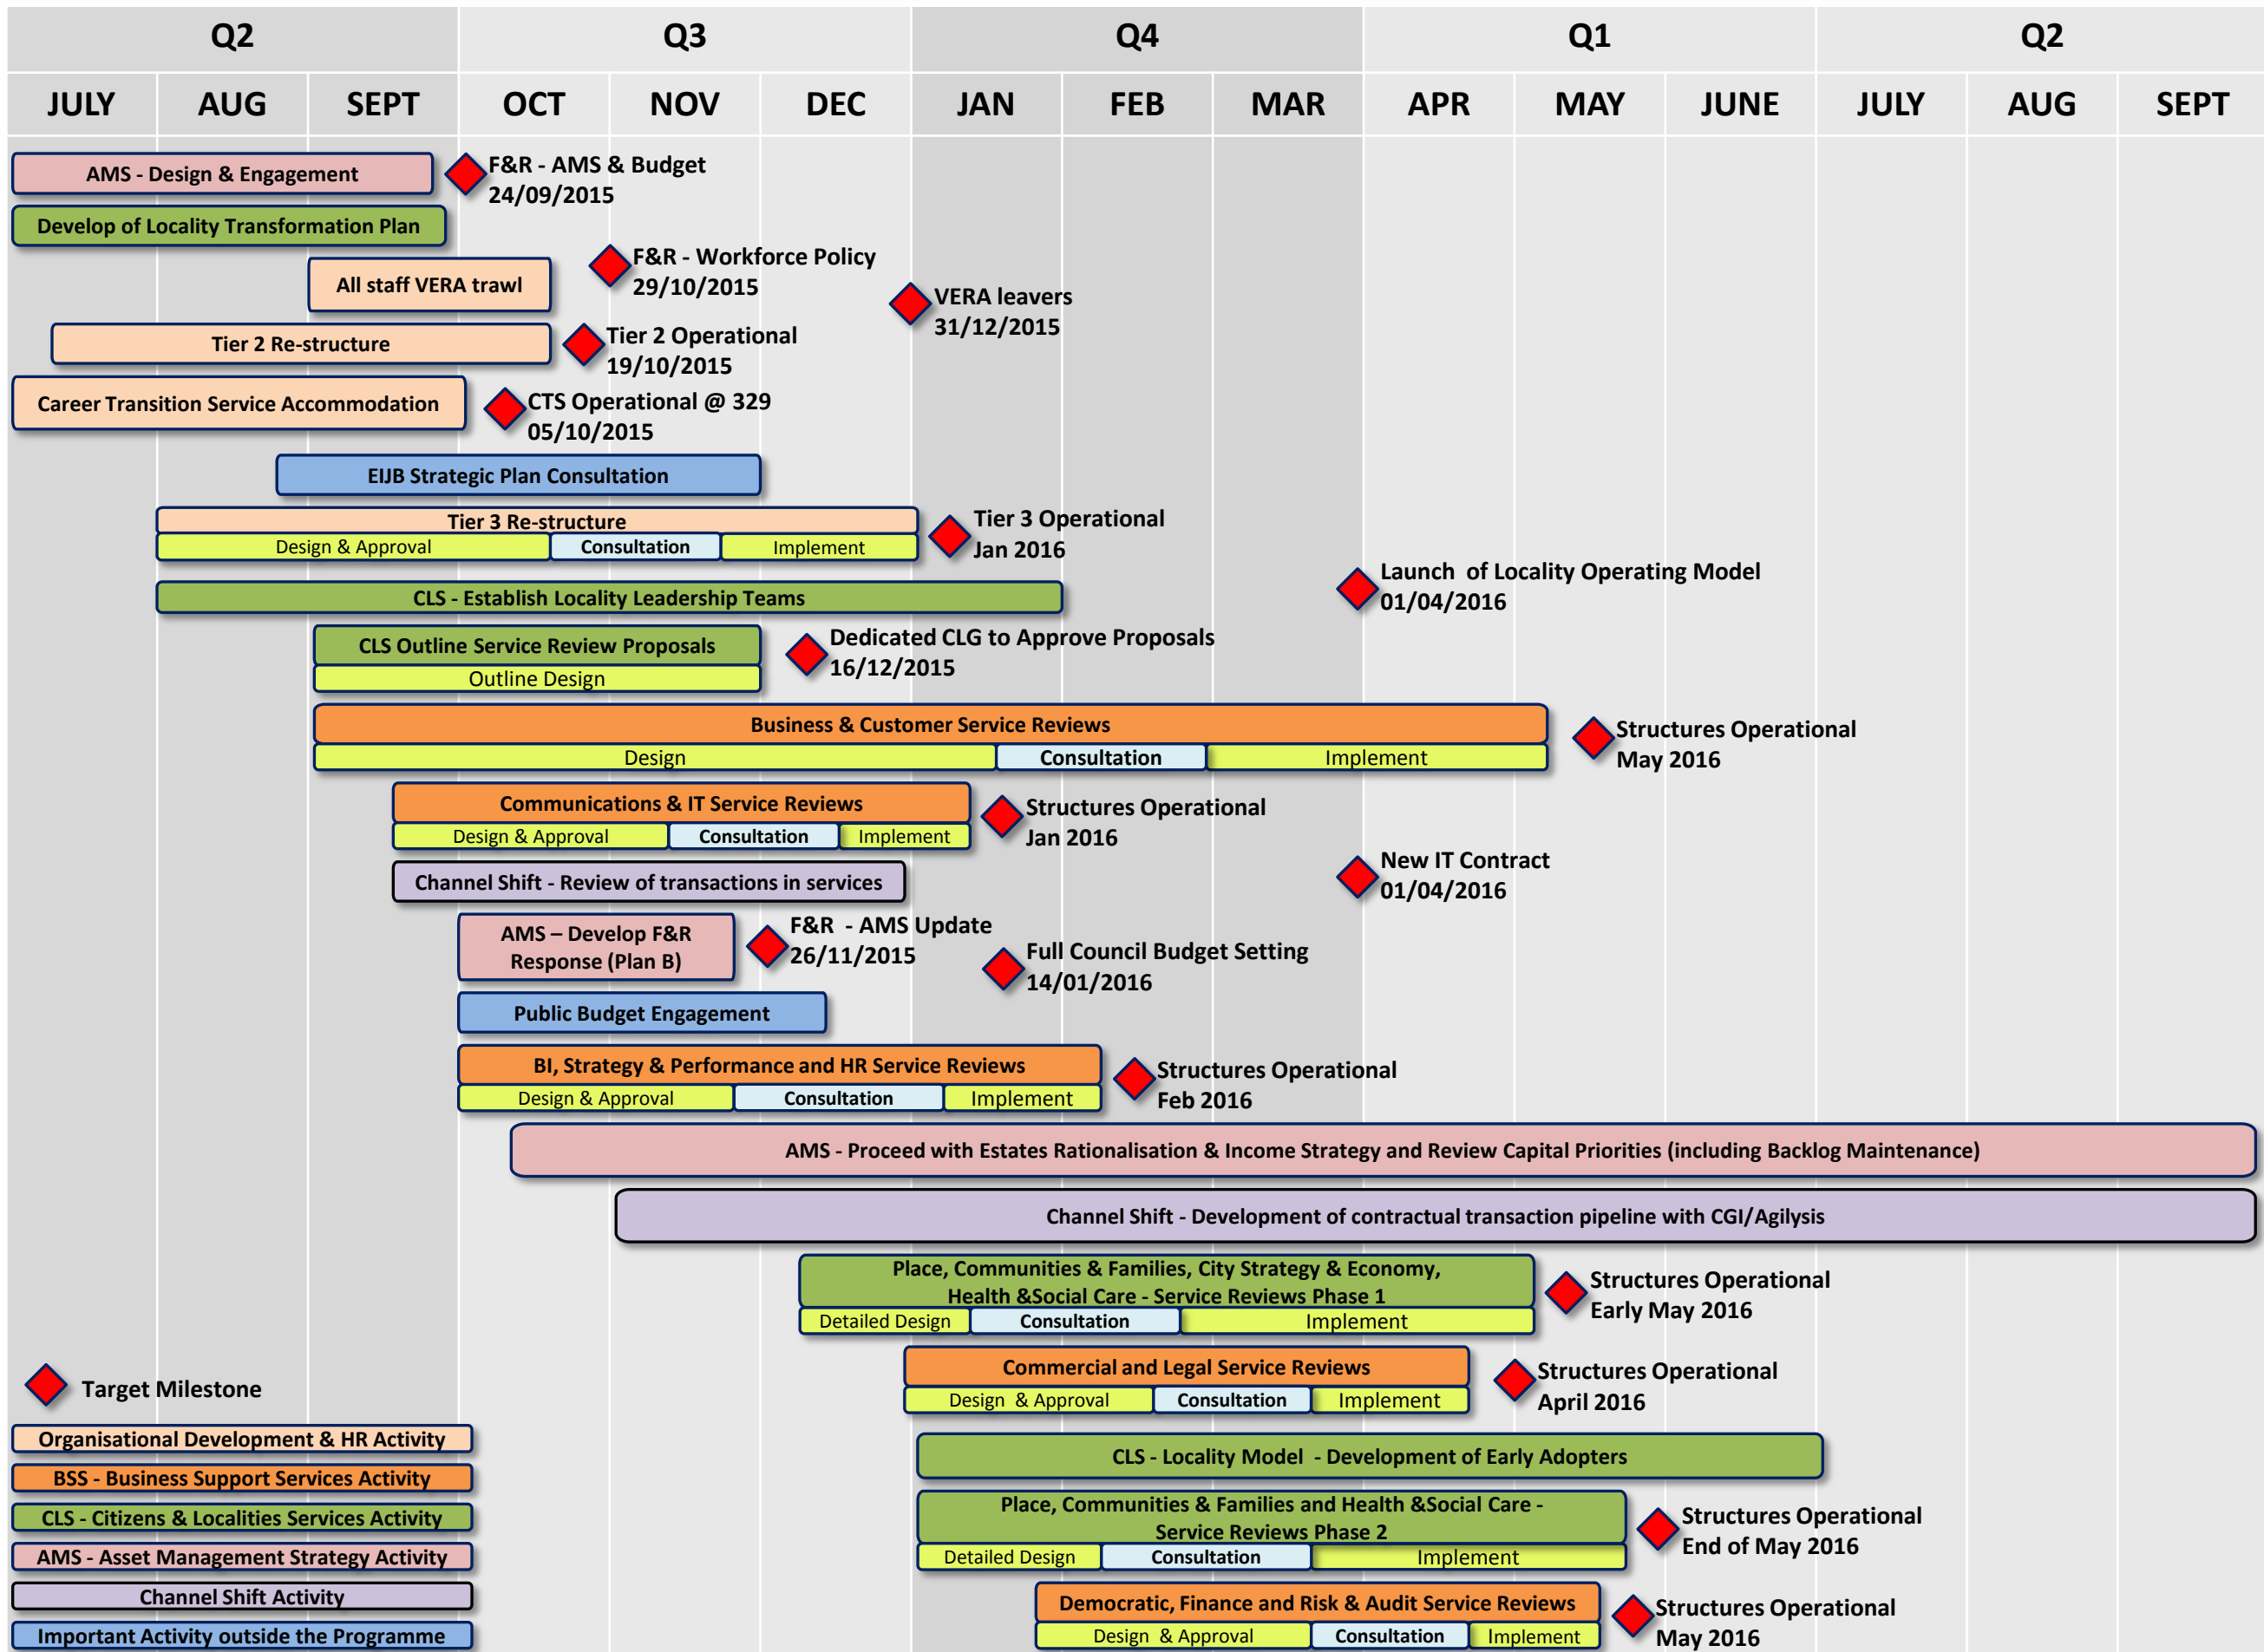 Q2 Q3 Q4 Q1 Q2
JULY AUG SEPT OCT NOV DEC JAN FEB MAR APR MAY JUNE JULY AUG SEPT
AMS - Design & Engagement
F&R - AMS & Budget
24/09/2015
Develop of Locality Transformation Plan
All staff VERA trawl
F&R - Workforce Policy
29/10/2015
VERA leavers
31/12/2015
Tier 2 Re-structure
Tier 2 Operational
19/10/2015
Career Transition Service Accommodation
CTS Operational @ 329
05/10/2015
EIJB Strategic Plan Consultation
Tier 3 Re-structure
Design & Approval Consultation Implement
Tier 3 Operational
Jan 2016
CLS - Establish Locality Leadership Teams
Launch of Locality Operating Model
01/04/2016
CLS Outline Service Review Proposals
Outline Design
Dedicated CLG to Approve Proposals
16/12/2015
Business & Customer Service Reviews
Design Consultation Implement
Structures Operational
May 2016
Communications & IT Service Reviews
Design & Approval Consultation Implement
Structures Operational
Jan 2016
Channel Shift - Review of transactions in services
New IT Contract
01/04/2016
AMS – Develop F&R
Response (Plan B)
F&R - AMS Update
26/11/2015
Full Council Budget Setting
14/01/2016
Public Budget Engagement
BI, Strategy & Performance and HR Service Reviews
Design & Approval Consultation Implement
Structures Operational
Feb 2016
AMS - Proceed with Estates Rationalisation & Income Strategy and Review Capital Priorities (including Backlog Maintenance)
Channel Shift - Development of contractual transaction pipeline with CGI/Agilysis
Place, Communities & Families, City Strategy & Economy,
Health &Social Care - Service Reviews Phase 1
Detailed Design Consultation Implement
Structures Operational
Early May 2016
Commercial and Legal Service Reviews
Design & Approval Consultation Implement
Structures Operational
April 2016
CLS - Locality Model - Development of Early Adopters
Place, Communities & Families and Health &Social Care -
Service Reviews Phase 2
Detailed Design Consultation Implement
Structures Operational
End of May 2016
Democratic, Finance and Risk & Audit Service Reviews
Design & Approval Consultation Implement
Structures Operational
May 2016
Target Milestone
Organisational Development & HR Activity
BSS - Business Support Services Activity
CLS - Citizens & Localities Services Activity
AMS - Asset Management Strategy Activity
Channel Shift Activity
Important Activity outside the Programme